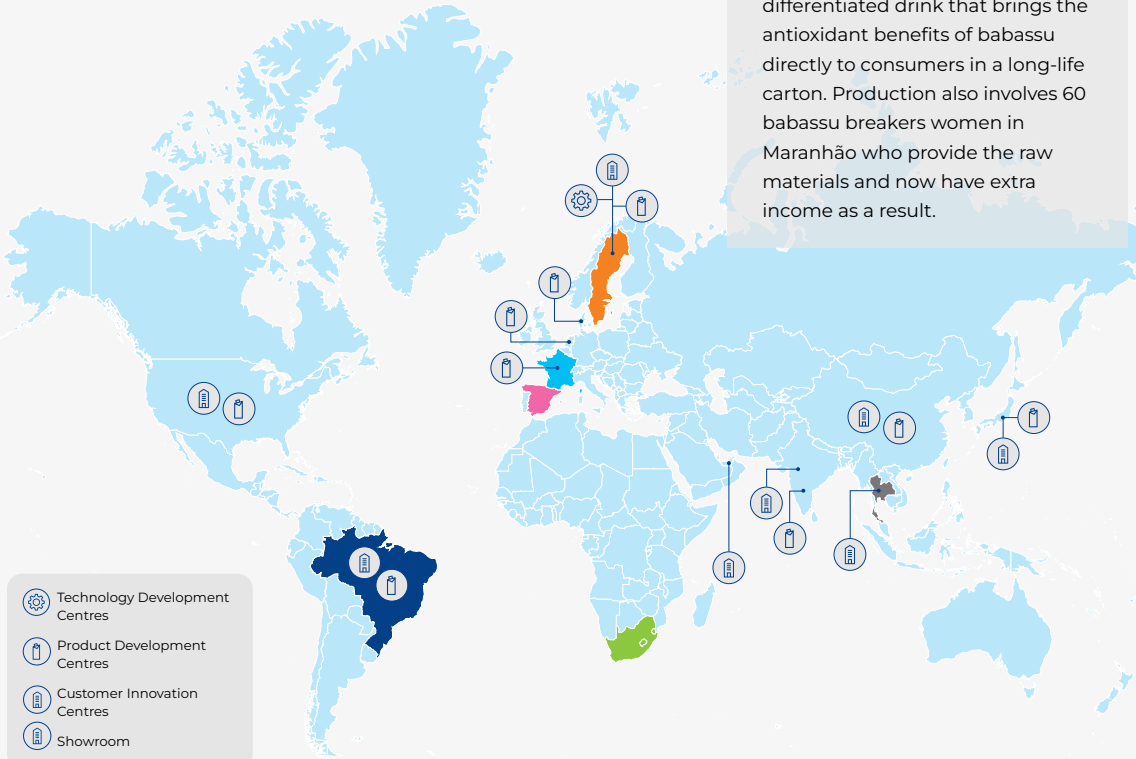 differentiated drink that brings the
antioxidant benefits of babassu
directly to consumers in a long-life
carton. Production also involves 60
babassu breakers women in
Maranhão who provide the raw
materials and now have extra
income as a result.
Technology Development
Centres
Product Development
Centres
Customer Innovation
Centres
Showroom